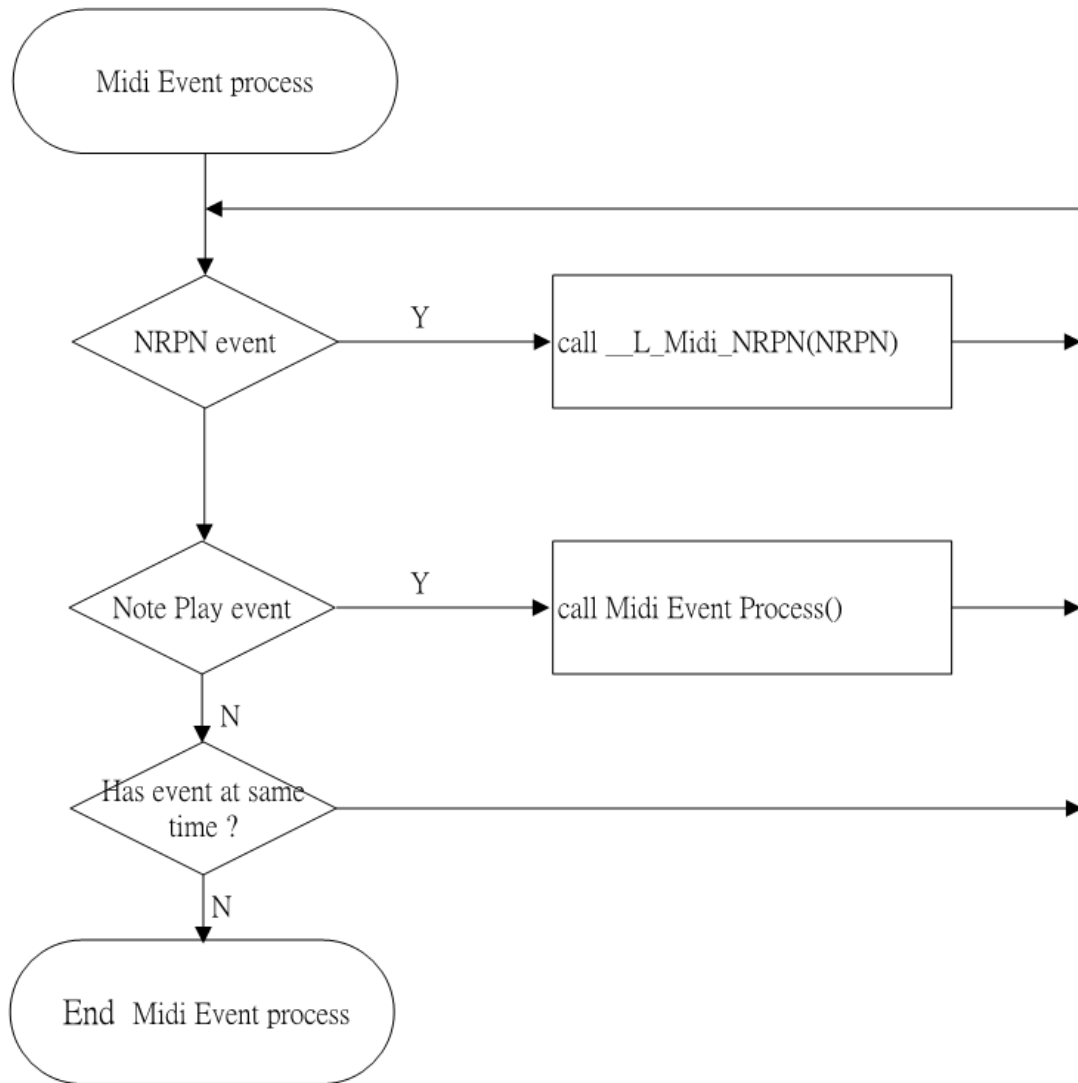 Midi Event process
NRPN event
Y
call __L_Midi_NRPN(NRPN)
Note Play event
Y
call Midi Event Process()
N
Has event at same
time ?
N
End Midi Event process